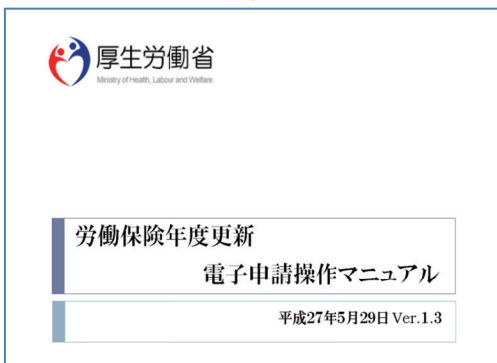 厚生労働省
Ministry of Health, Labour and Welfare
労働保険年度更新
電子申請操作マニュアル
平成27年5月29日 Ver.1.3